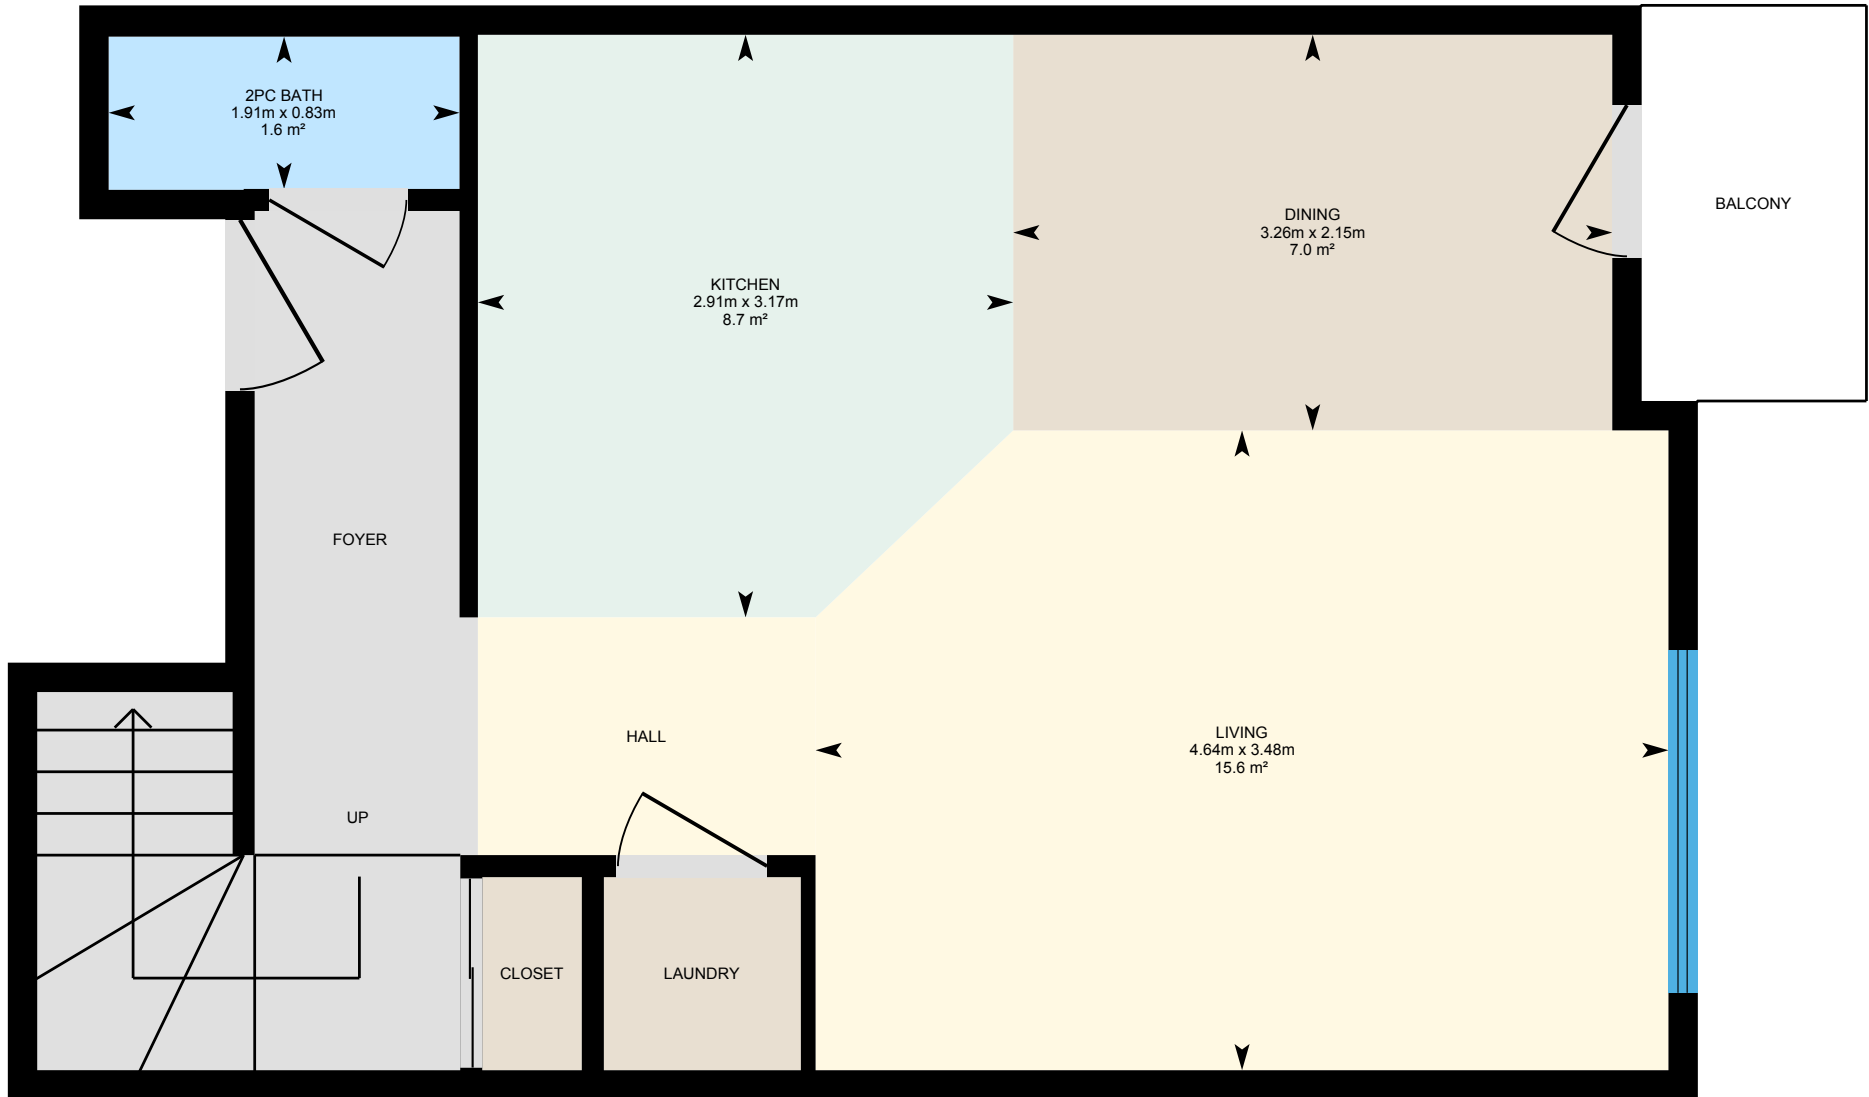 2PC BATH
1.91m x 0.83m
1.6 m²
KITCHEN
2.91m x 3.17m
8.7 m²
DINING
3.26m x 2.15m
7.0 m²
BALCONY
FOYER
HALL
LIVING
4.64m x 3.48m
15.6 m²
UP
CLOSET
LAUNDRY